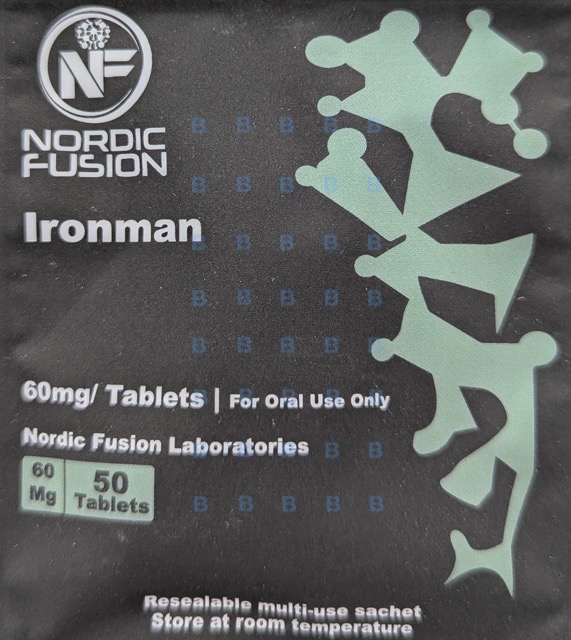 NF
NORDIC
FUSION
Ironman
B B B B B
B B B B B
B B B B B
B B B B B
B B B B B
B B B B B
60mg/ Tablets | For Oral Use Only
Nordic Fusion Laboratories
B B B B B
60 Mg
50 Tablets
B B B B B
Resealable multi-use sachet
Store at room temperature